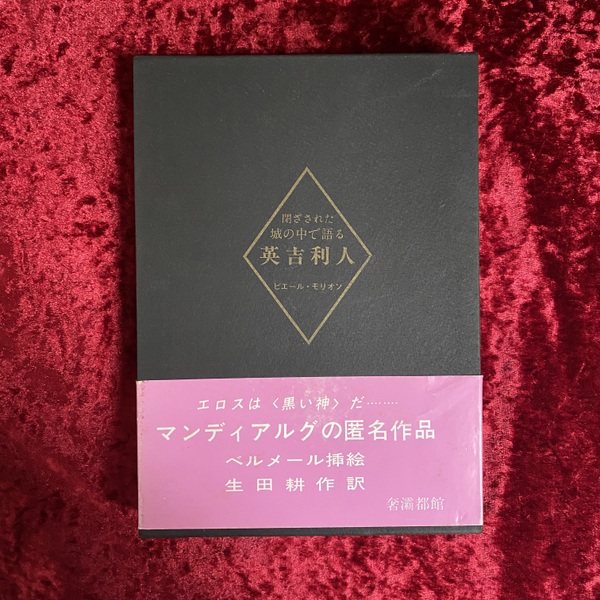 閉ざされた
城の中で語る
英吉利人
ピエール・モリオン
エロスは〈黒い神〉だ‥‥‥‥
マンディアルグの匿名作品
ベルメール挿絵
生田耕作訳
奢灞都館